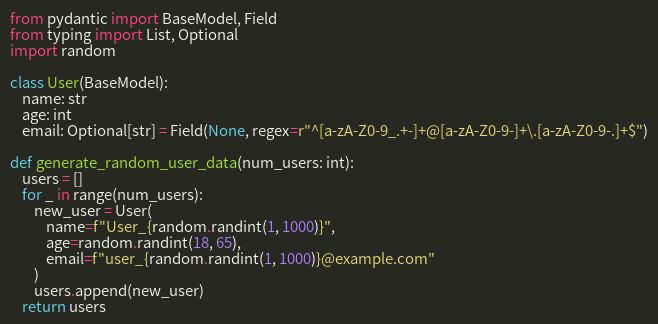 from pydantic import BaseModel, Field
from typing import List, Optional
import random
class User(BaseModel):
name: str
age: int
email: Optional[str] = Field(None, regex=r"^[a-zA-Z0-9_.+-]+@[a-zA-Z0-9-]+\.[a-zA-Z0-9-.]+$")
def generate_random_user_data(num_users: int):
users = []
for _ in range(num_users):
new_user = User(
name=f"User_{random.randint(1, 1000)}",
age=random.randint(18, 65),
email=f"user_{random.randint(1, 1000)}@example.com"
)
users.append(new_user)
return users